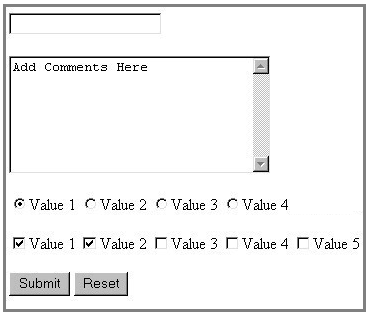 Add Comments Here
Value 1 Value 2 Value 3 Value 4
Value 1 Value 2 Value 3 Value 4 Value 5
Submit Reset